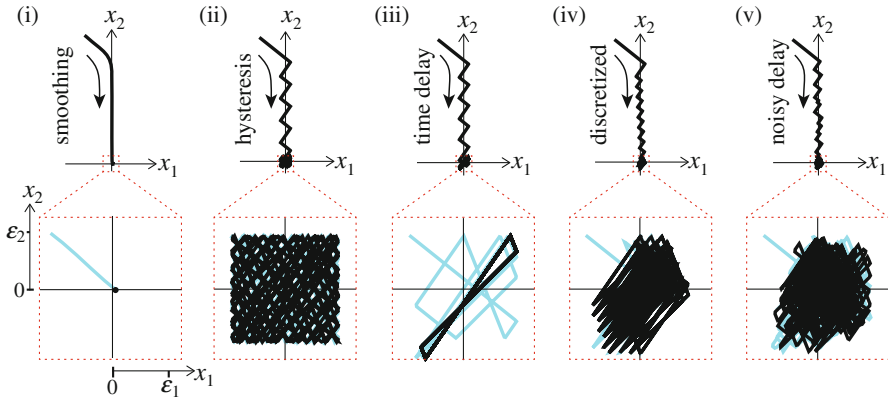 (i) (ii) (iii) (iv) (v)
x2 x2 x2 x2 x2
smoothing
hysteresis
time delay
discretized
noisy delay
x1 x1 x1 x1 x1
x2
ε2
0
0 ε1 x1